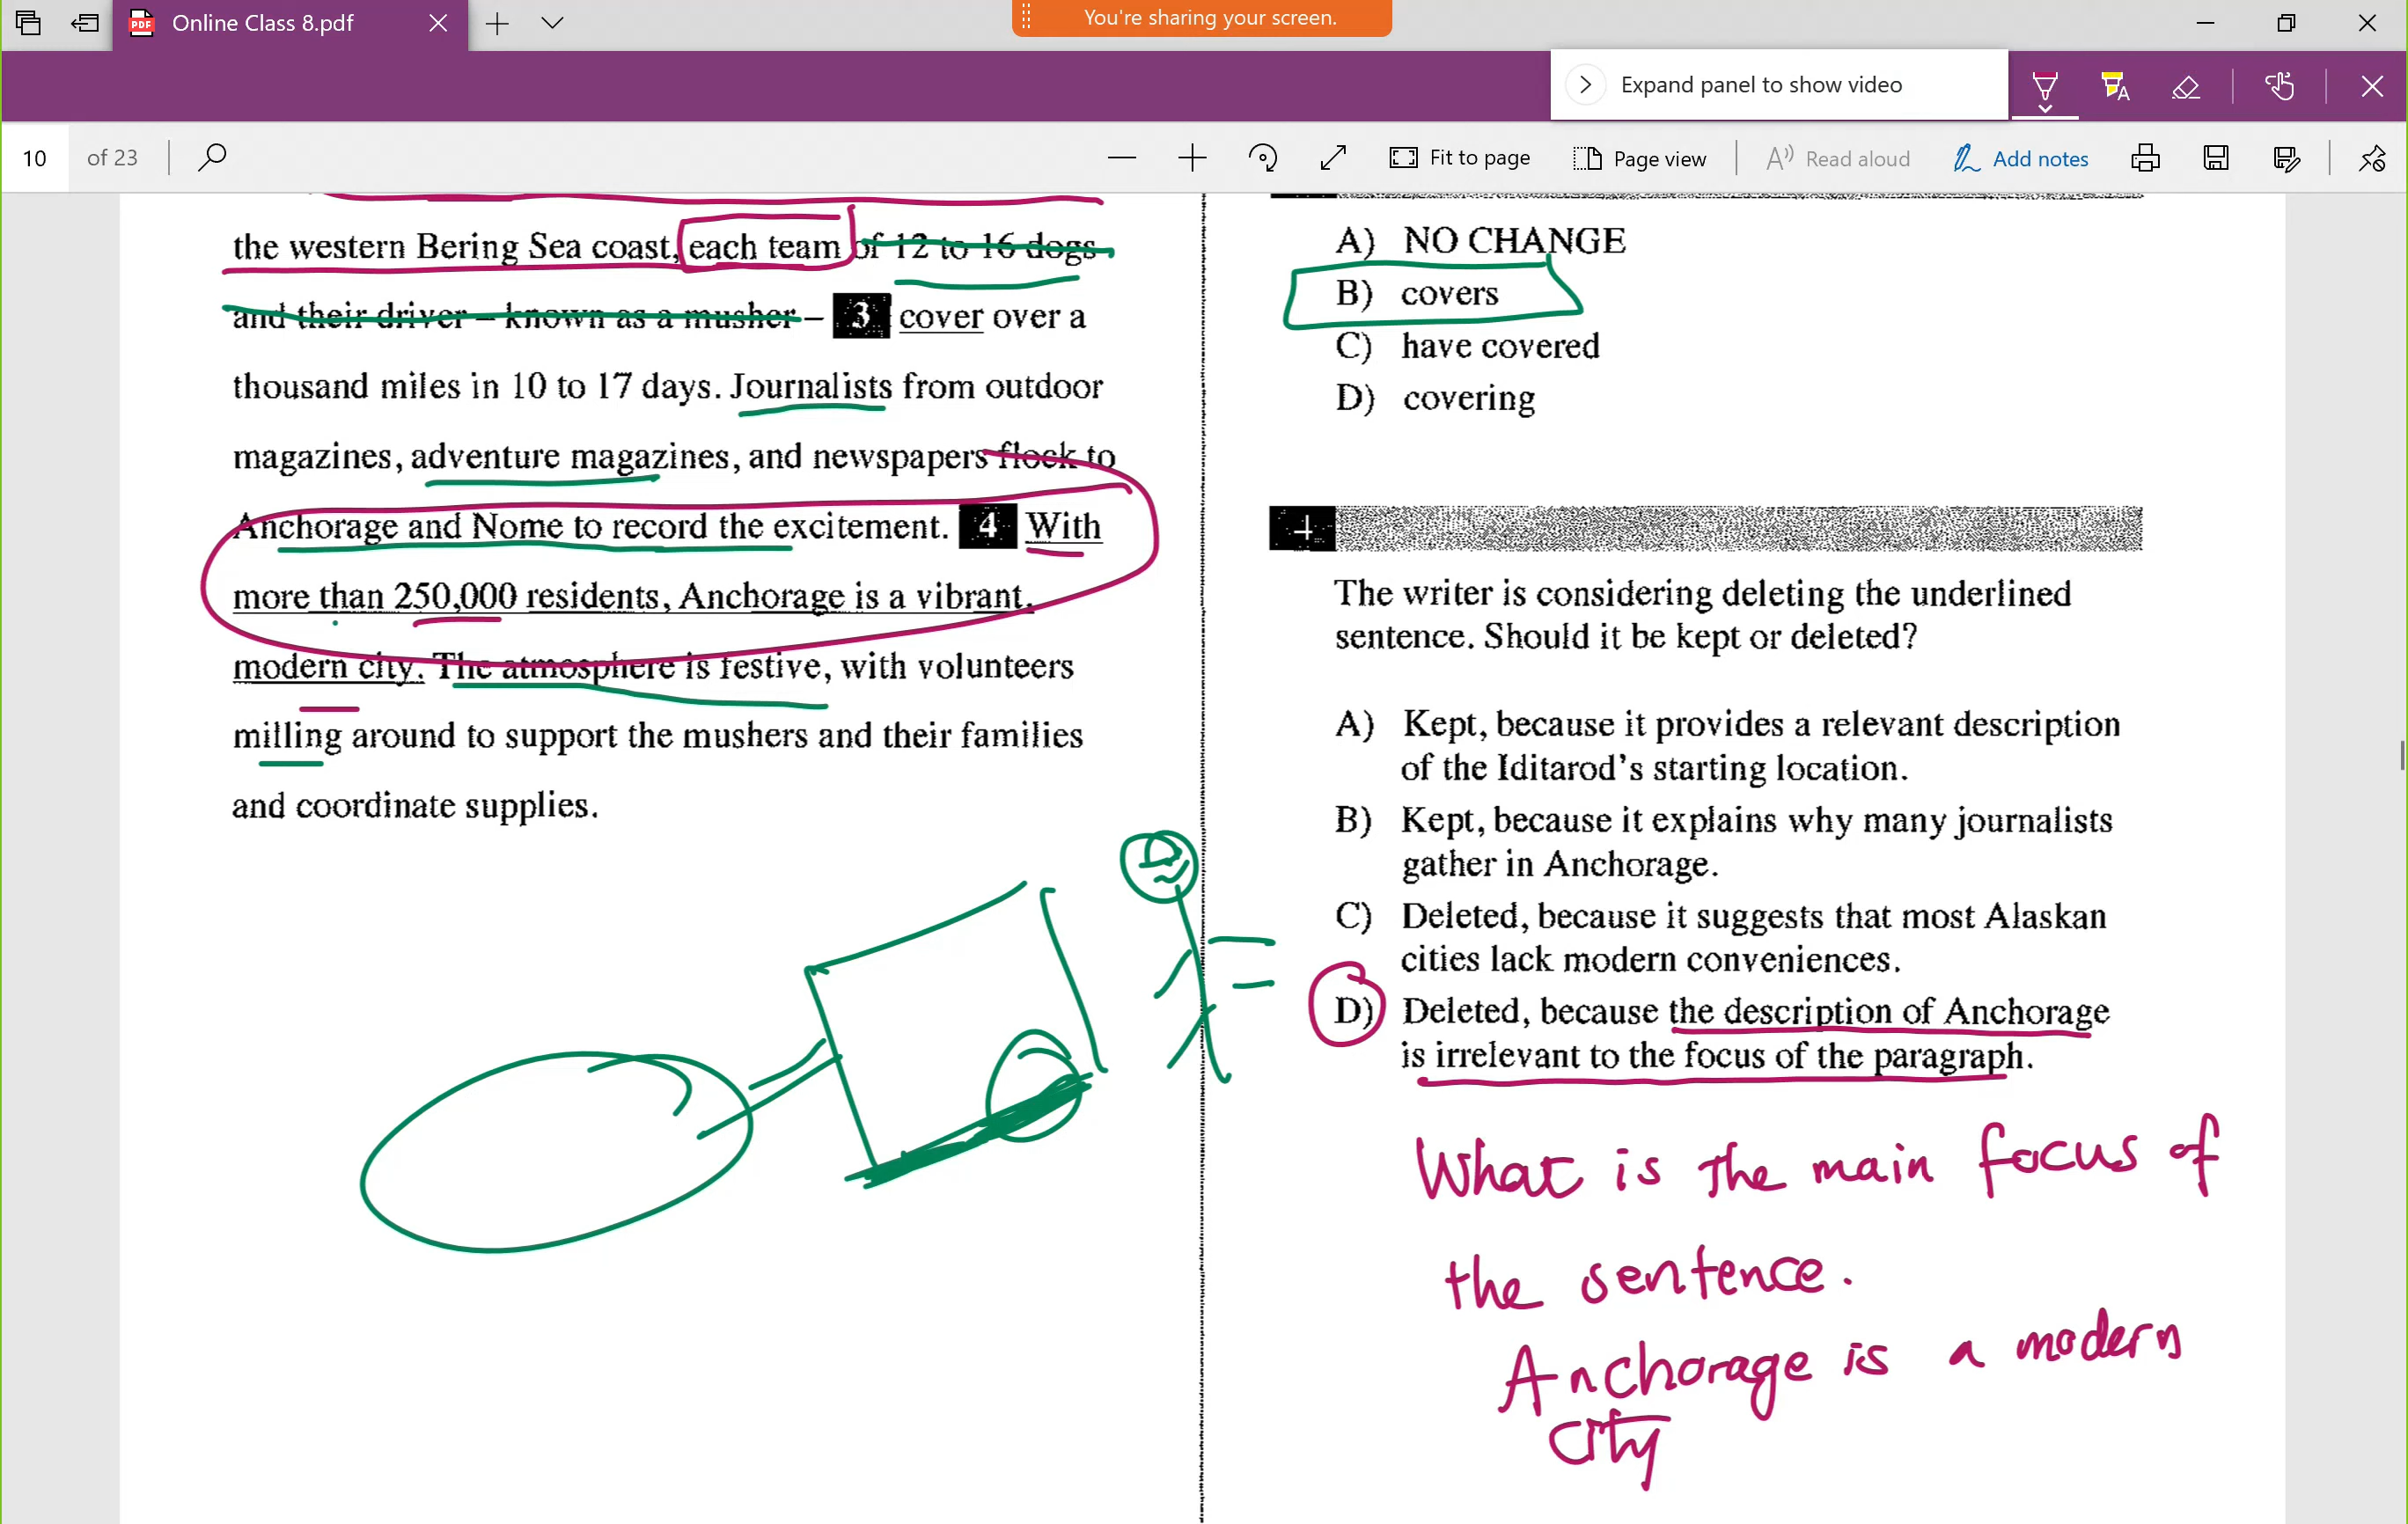 Online Class 8.pdf
You're sharing your screen.
Expand panel to show video
10 of 23
Fit to page
Page view
Read aloud
Add notes
the western Bering Sea coast, each team of 12 to 16 dogs
and their driver – known as a musher – 3 cover over a
thousand miles in 10 to 17 days. Journalists from outdoor
magazines, adventure magazines, and newspapers flock to
Anchorage and Nome to record the excitement. 4 With
more than 250,000 residents, Anchorage is a vibrant,
modern city. The atmosphere is festive, with volunteers
milling around to support the mushers and their families
and coordinate supplies.
A) NO CHANGE
B) covers
C) have covered
D) covering
4
The writer is considering deleting the underlined
sentence. Should it be kept or deleted?
A) Kept, because it provides a relevant description
of the Iditarod's starting location.
B) Kept, because it explains why many journalists
gather in Anchorage.
C) Deleted, because it suggests that most Alaskan
cities lack modern conveniences.
D) Deleted, because the description of Anchorage
is irrelevant to the focus of the paragraph.
What is the main focus of
the sentence.
Anchorage is a modern
city